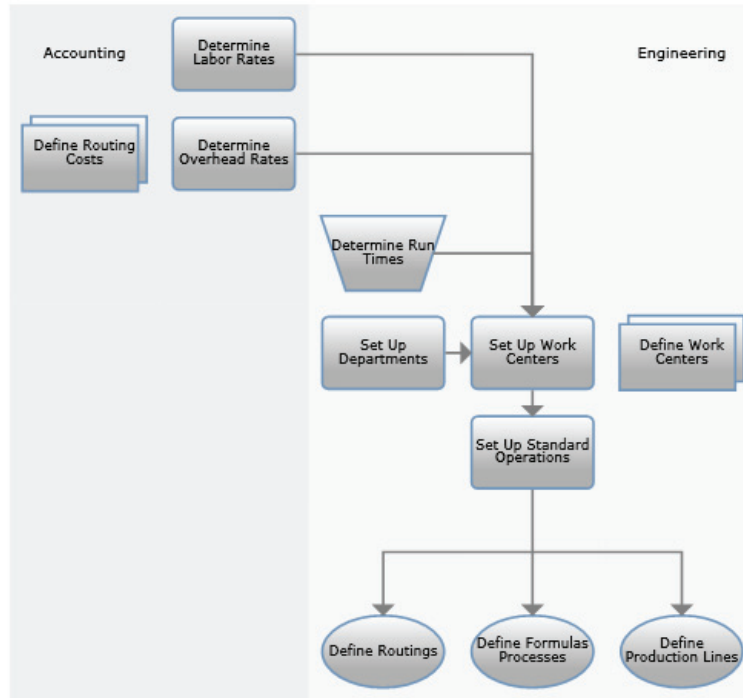 Accounting
Determine
Labor Rates
Engineering
Define Routing
Costs
Determine
Overhead Rates
Determine Run
Times
Set Up
Departments
Set Up Work
Centers
Define Work
Centers
Set Up Standard
Operations
Define Routings
Define Formulas
Processes
Define
Production Lines